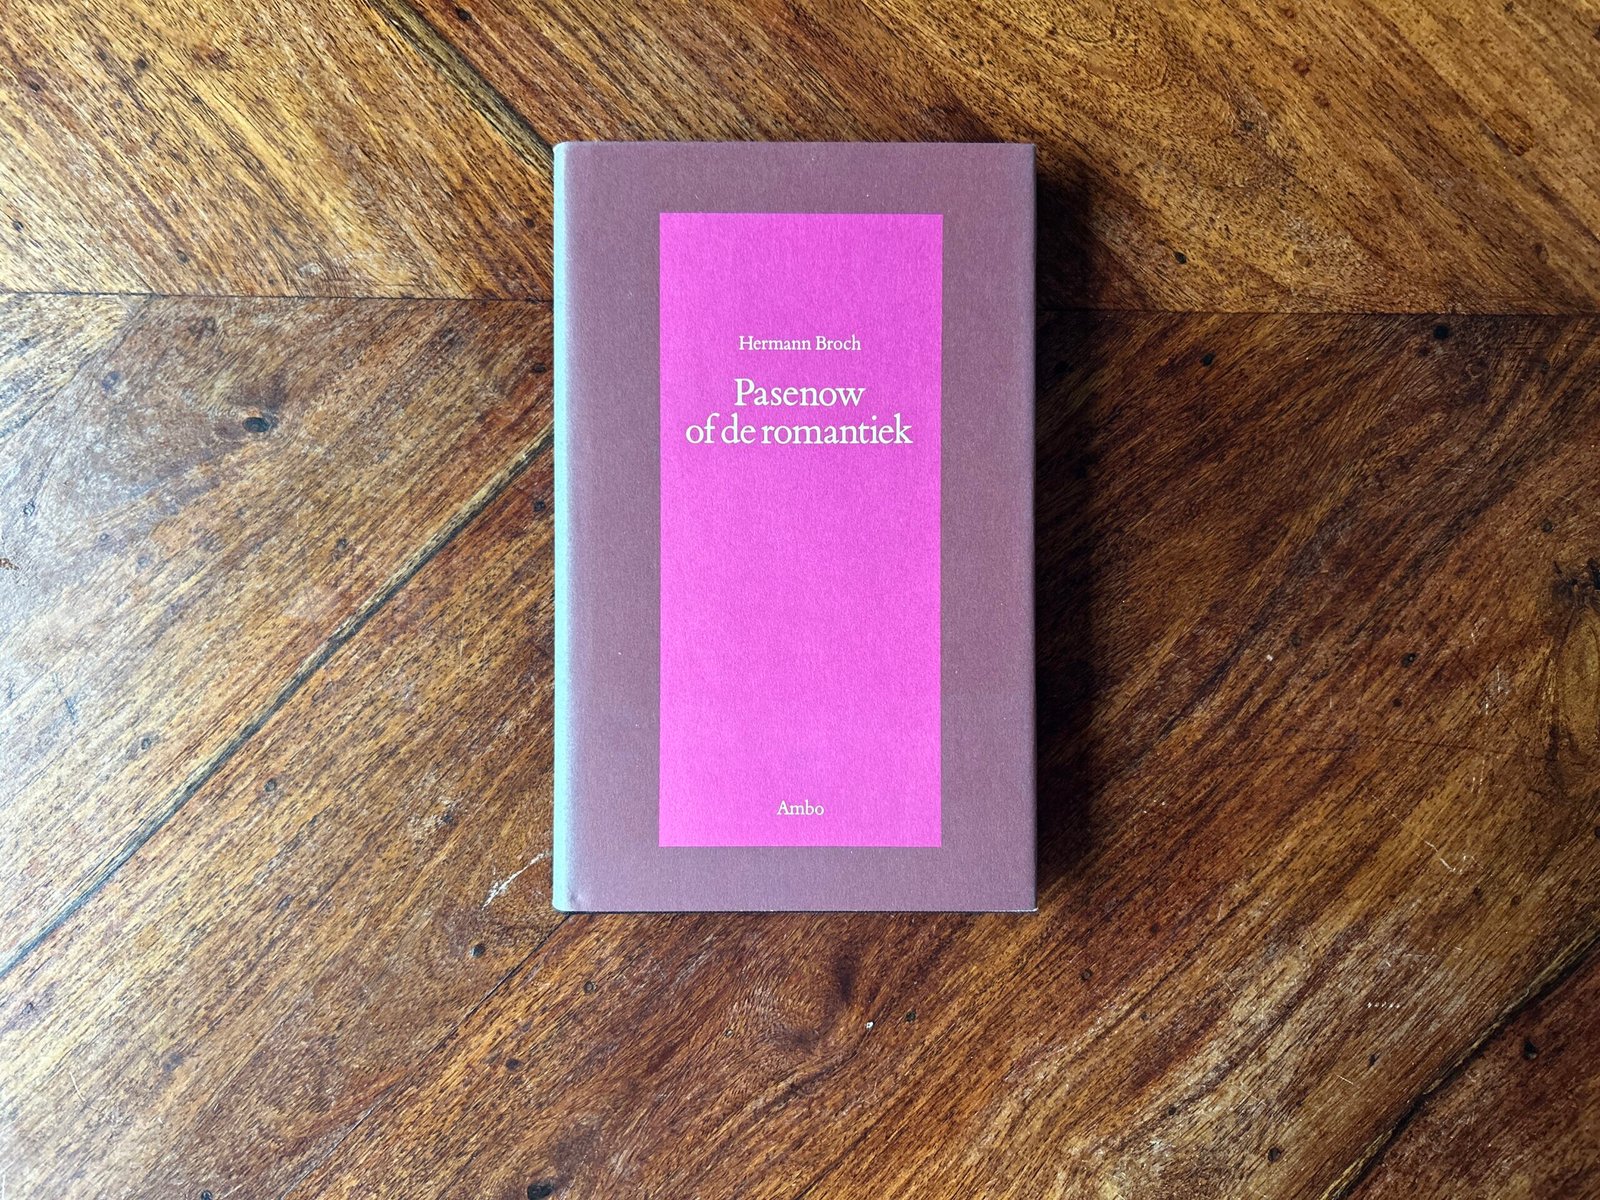 Hermann Broch
Pasenow
of de romantiek
Ambo